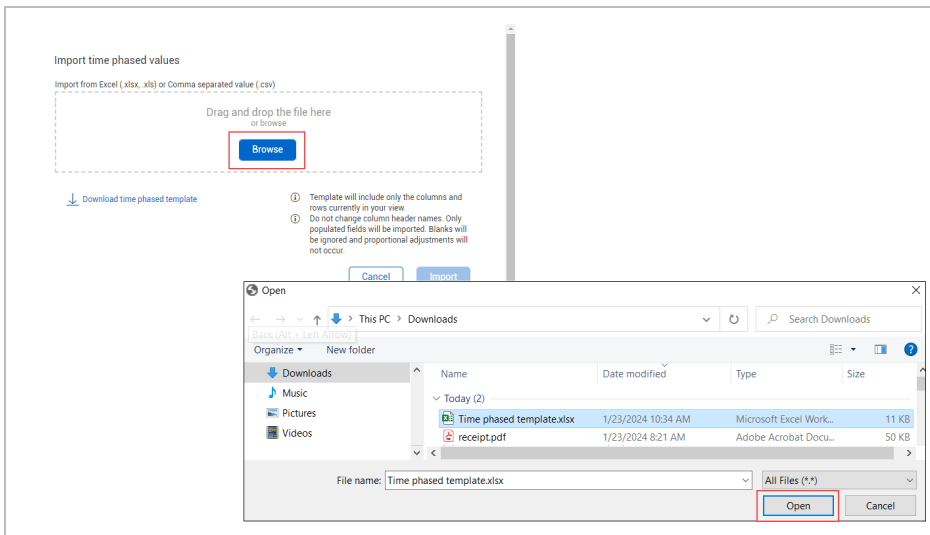 Import time phased values
Import from Excel (.xlsx, .xls) or Comma separated value (.csv)
Drag and drop the file here
or browse
Browse
Download time phased template
Template will include only the columns and
rows currently in your view.
Do not change column header names. Only
populated fields will be imported. Blanks will
be ignored and proportional adjustments will
not occur.
Cancel Import
Open
This PC > Downloads
Search Downloads
Back (Alt + Left Arrow)
Organize New folder
Downloads
Music
Pictures
Videos
Name Date modified Type Size
Today (2)
Time phased template.xlsx 1/23/2024 10:34 AM Microsoft Excel Work... 11 KB
receipt.pdf 1/23/2024 8:21 AM Adobe Acrobat Docu... 50 KB
File name: Time phased template.xlsx All Files (*.*)
Open Cancel